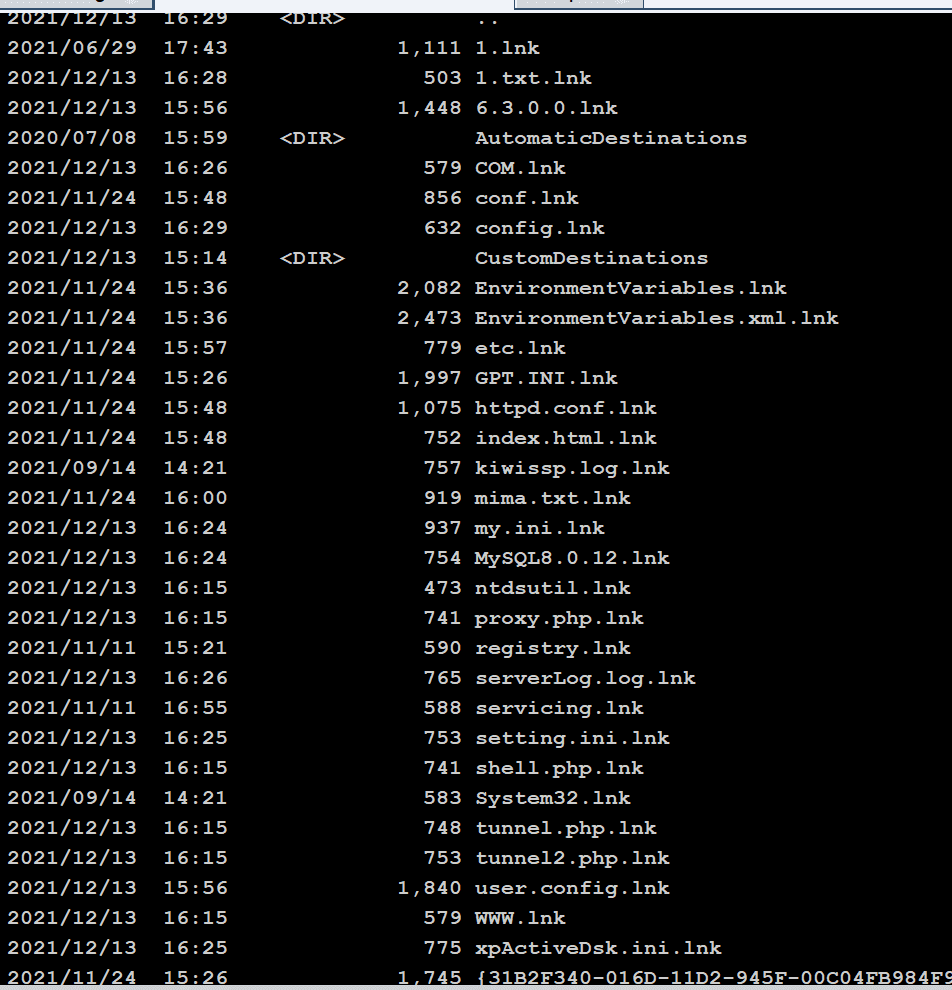 2021/12/13  16:29    <DIR>          ..
2021/06/29  17:43             1,111 1.lnk
2021/12/13  16:28               503 1.txt.lnk
2021/12/13  15:56             1,448 6.3.0.0.lnk
2020/07/08  15:59    <DIR>          AutomaticDestinations
2021/12/13  16:26               579 COM.lnk
2021/11/24  15:48               856 conf.lnk
2021/12/13  16:29               632 config.lnk
2021/12/13  15:14    <DIR>          CustomDestinations
2021/11/24  15:36             2,082 EnvironmentVariables.lnk
2021/11/24  15:36             2,473 EnvironmentVariables.xml.lnk
2021/11/24  15:57               779 etc.lnk
2021/11/24  15:26             1,997 GPT.INI.lnk
2021/11/24  15:48             1,075 httpd.conf.lnk
2021/11/24  15:48               752 index.html.lnk
2021/09/14  14:21               757 kiwissp.log.lnk
2021/11/24  16:00               919 mima.txt.lnk
2021/12/13  16:24               937 my.ini.lnk
2021/12/13  16:24               754 MySQL8.0.12.lnk
2021/12/13  16:15               473 ntdsutil.lnk
2021/12/13  16:15               741 proxy.php.lnk
2021/11/11  15:21               590 registry.lnk
2021/12/13  16:26               765 serverLog.log.lnk
2021/11/11  16:55               588 servicing.lnk
2021/12/13  16:25               753 setting.ini.lnk
2021/12/13  16:15               741 shell.php.lnk
2021/09/14  14:21               583 System32.lnk
2021/12/13  16:15               748 tunnel.php.lnk
2021/12/13  16:15               753 tunnel2.php.lnk
2021/12/13  15:56             1,840 user.config.lnk
2021/12/13  16:15               579 WWW.lnk
2021/12/13  16:25               775 xpActiveDsk.ini.lnk
2021/11/24  15:26             1,745 {31B2F340-016D-11D2-945F-00C04FB984F9